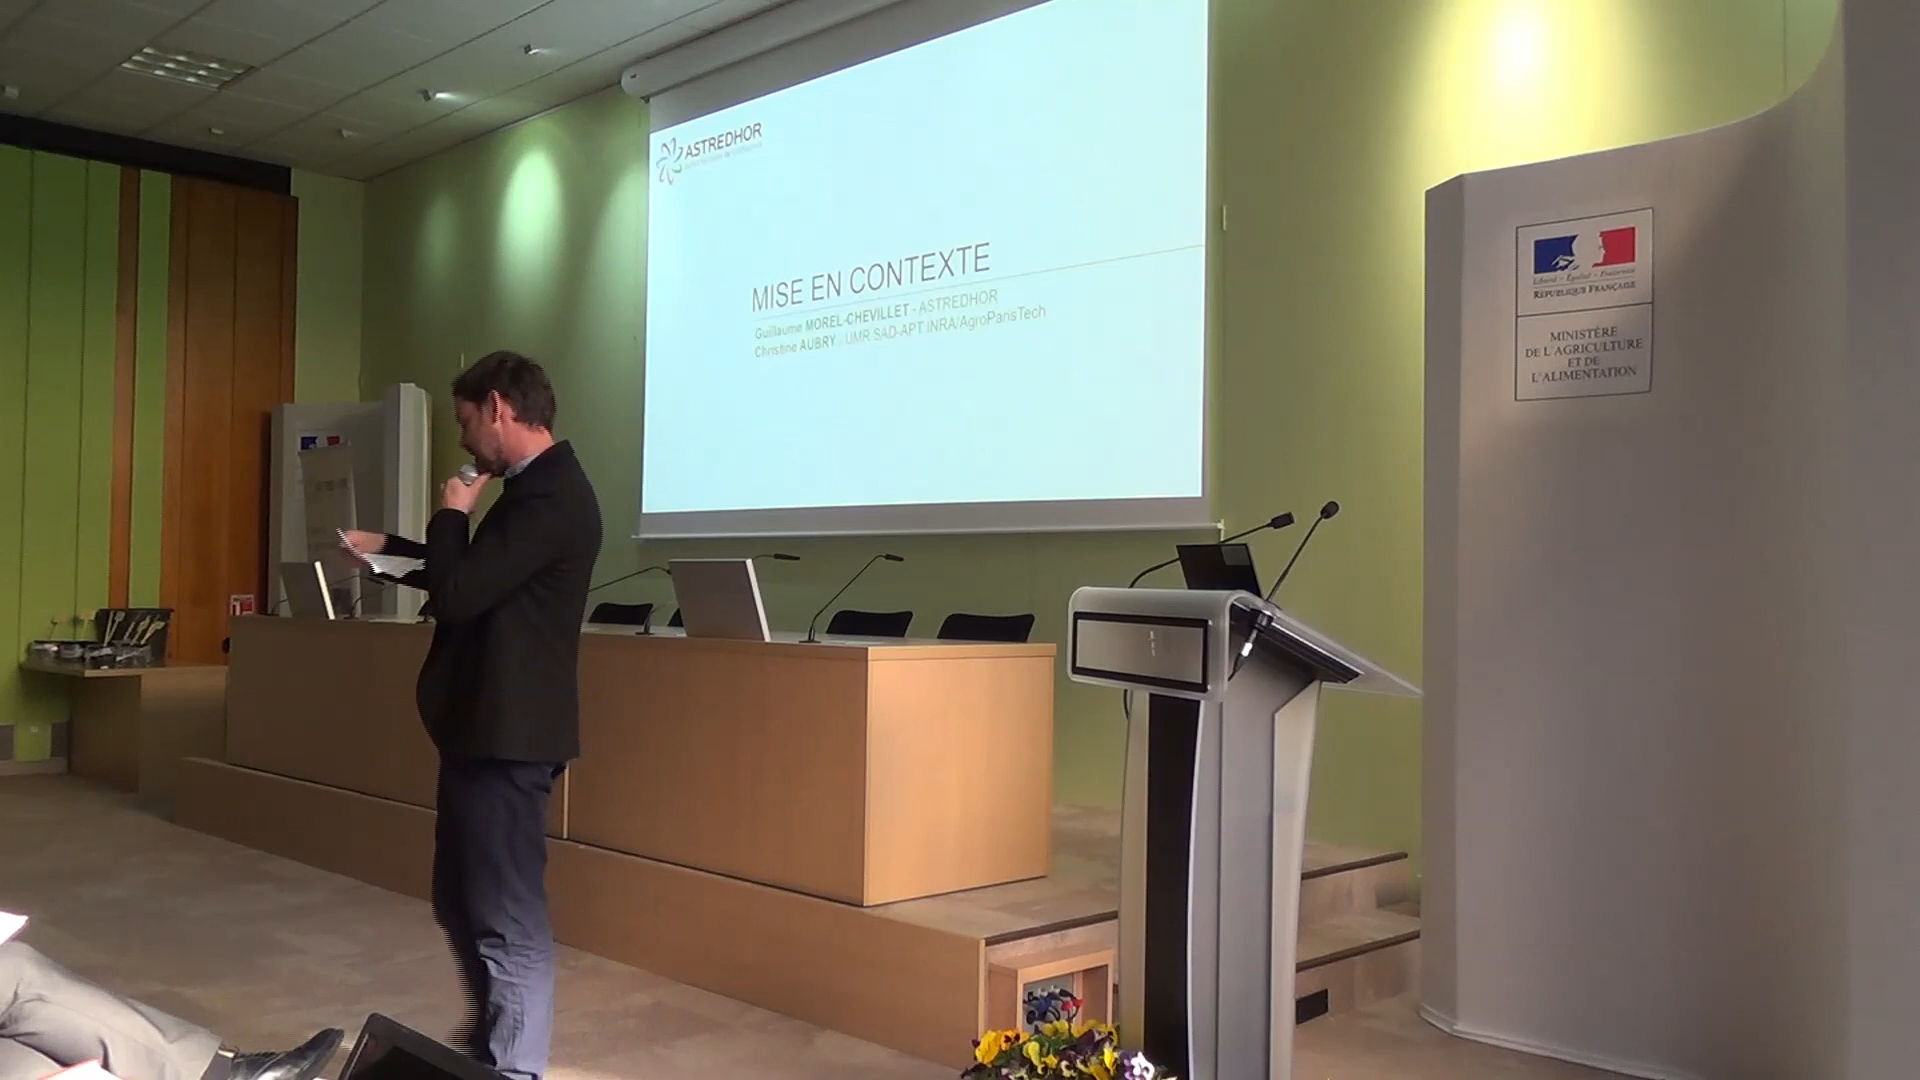 ASTREDHOR
MISE EN CONTEXTE
Guillaume MOREL-CHEVILLET - ASTREDHOR
Christine AUBRY - UMR SAD-APT INRA/AgroParisTech
Liberté • Égalité • Fraternité
RÉPUBLIQUE FRANÇAISE
MINISTÈRE
DE L'AGRICULTURE
ET DE
L'ALIMENTATION